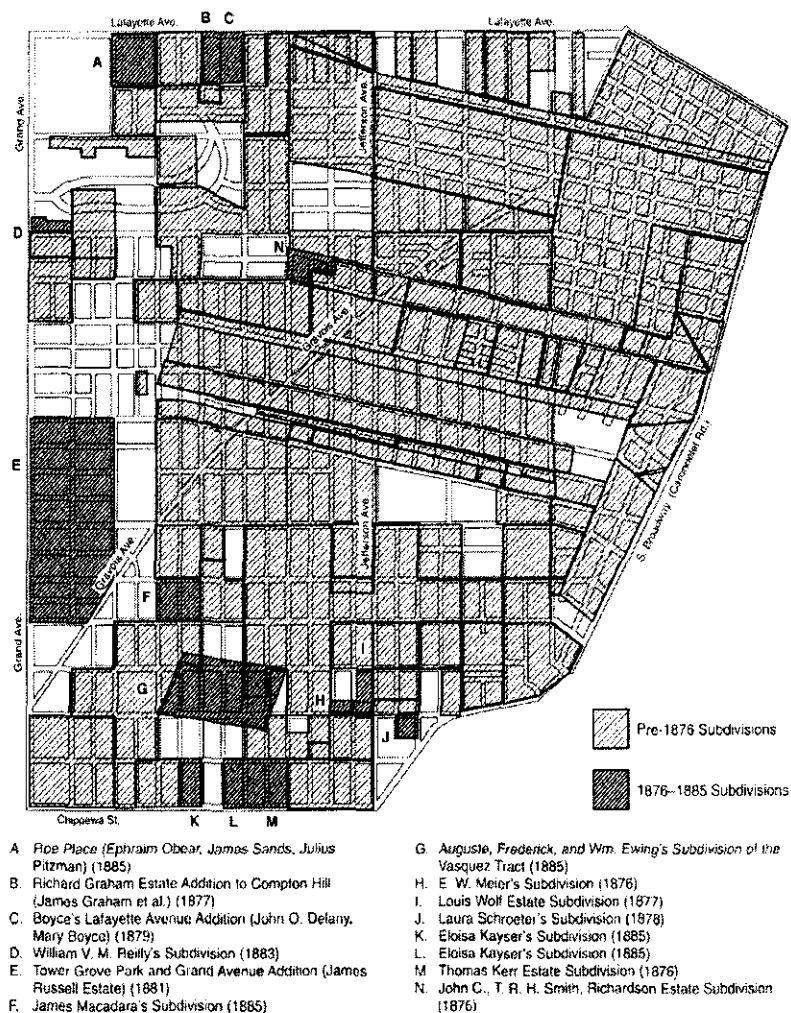 Lafayette Ave.
B C
Lafayette Ave.
A
Grand Ave.
Jefferson Ave.
D
N
Gravois Ave.
E
S. Broadway (Carondelet Rd.)
Jefferson Ave.
Gravois Ave.
F
Grand Ave.
I
G
H
J
Pre-1876 Subdivisions
1876–1885 Subdivisions
Chippewa St.
K L M
A Roe Place (Ephraim Obear, James Sands, Julius
Pitzman) (1885)
B. Richard Graham Estate Addition to Compton Hill
(James Graham et al.) (1877)
C. Boyce's Lafayette Avenue Addition (John O. Delany,
Mary Boyce) (1879)
D. William V. M. Reilly's Subdivision (1883)
E. Tower Grove Park and Grand Avenue Addition (James
Russell Estate) (1881)
F. James Macadara's Subdivision (1885)
G. Auguste, Frederick, and Wm. Ewing's Subdivision of the
Vasquez Tract (1885)
H. E. W. Meier's Subdivision (1876)
I. Louis Wolf Estate Subdivision (1877)
J. Laura Schroeter's Subdivision (1878)
K. Eloisa Kayser's Subdivision (1885)
L. Eloisa Kayser's Subdivision (1885)
M Thomas Kerr Estate Subdivision (1876)
N. John C., T. R. H. Smith, Richardson Estate Subdivision
(1876)